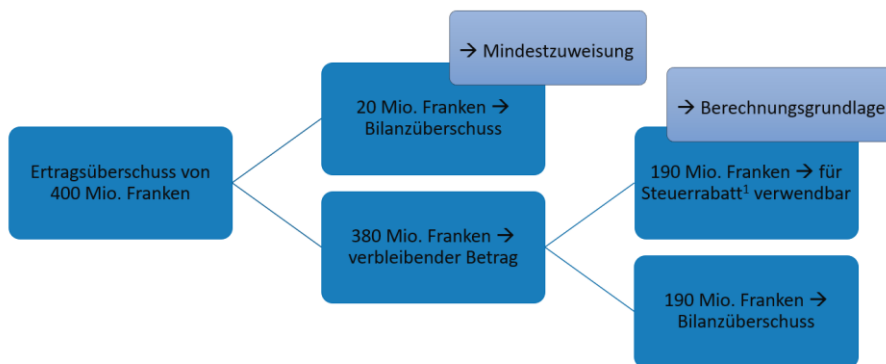 → Mindestzuweisung
20 Mio. Franken →
Bilanzüberschuss
→ Berechnungsgrundlage
Ertragsüberschuss von
400 Mio. Franken
190 Mio. Franken → für
Steuerrabatt¹ verwendbar
380 Mio. Franken →
verbleibender Betrag
190 Mio. Franken →
Bilanzüberschuss